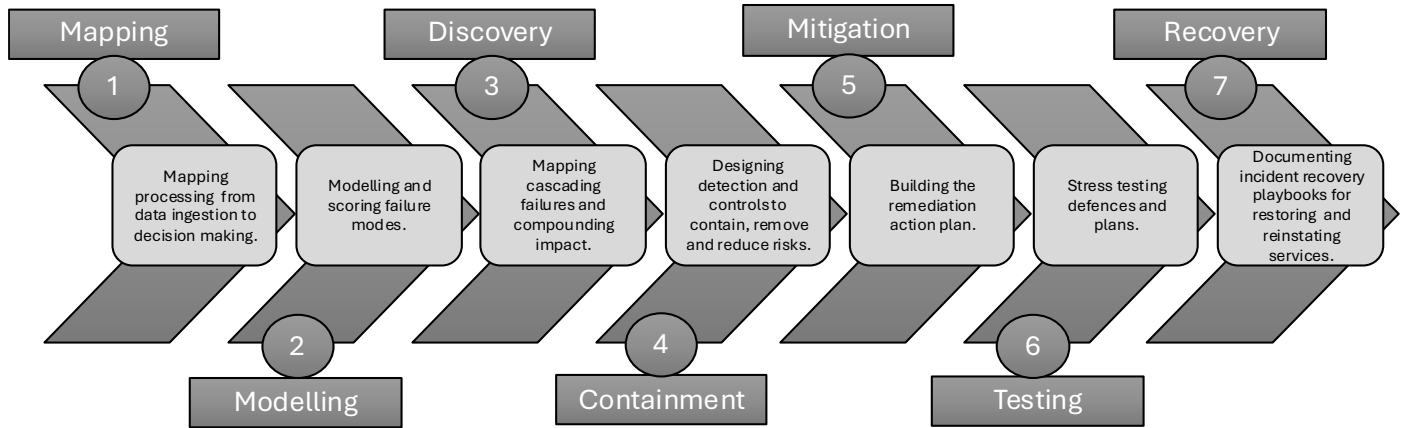 Mapping
1
Mapping
processing from
data ingestion to
decision making.
2
Modelling
Modelling and
scoring failure
modes.
Discovery
3
Mapping
cascading
failures and
compounding
impact.
4
Containment
Designing
detection and
controls to
contain, remove
and reduce risks.
Mitigation
5
Building the
remediation
action plan.
6
Testing
Stress testing
defences and
plans.
Recovery
7
Documenting
incident recovery
playbooks for
restoring and
reinstating
services.